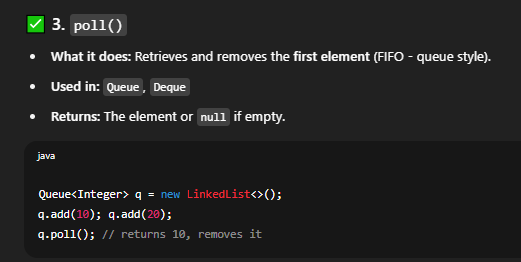 ✅ 3. poll()
• What it does: Retrieves and removes the first element (FIFO - queue style).
• Used in: Queue, Deque
• Returns: The element or null if empty.
java
Queue<Integer> q = new LinkedList<>();
q.add(10); q.add(20);
q.poll(); // returns 10, removes it